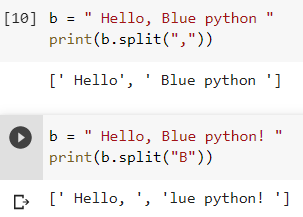 [10] b = " Hello, Blue python "
print(b.split(","))
[' Hello', ' Blue python ']
b = " Hello, Blue python! "
print(b.split("B"))
[' Hello, ', 'lue python! ']